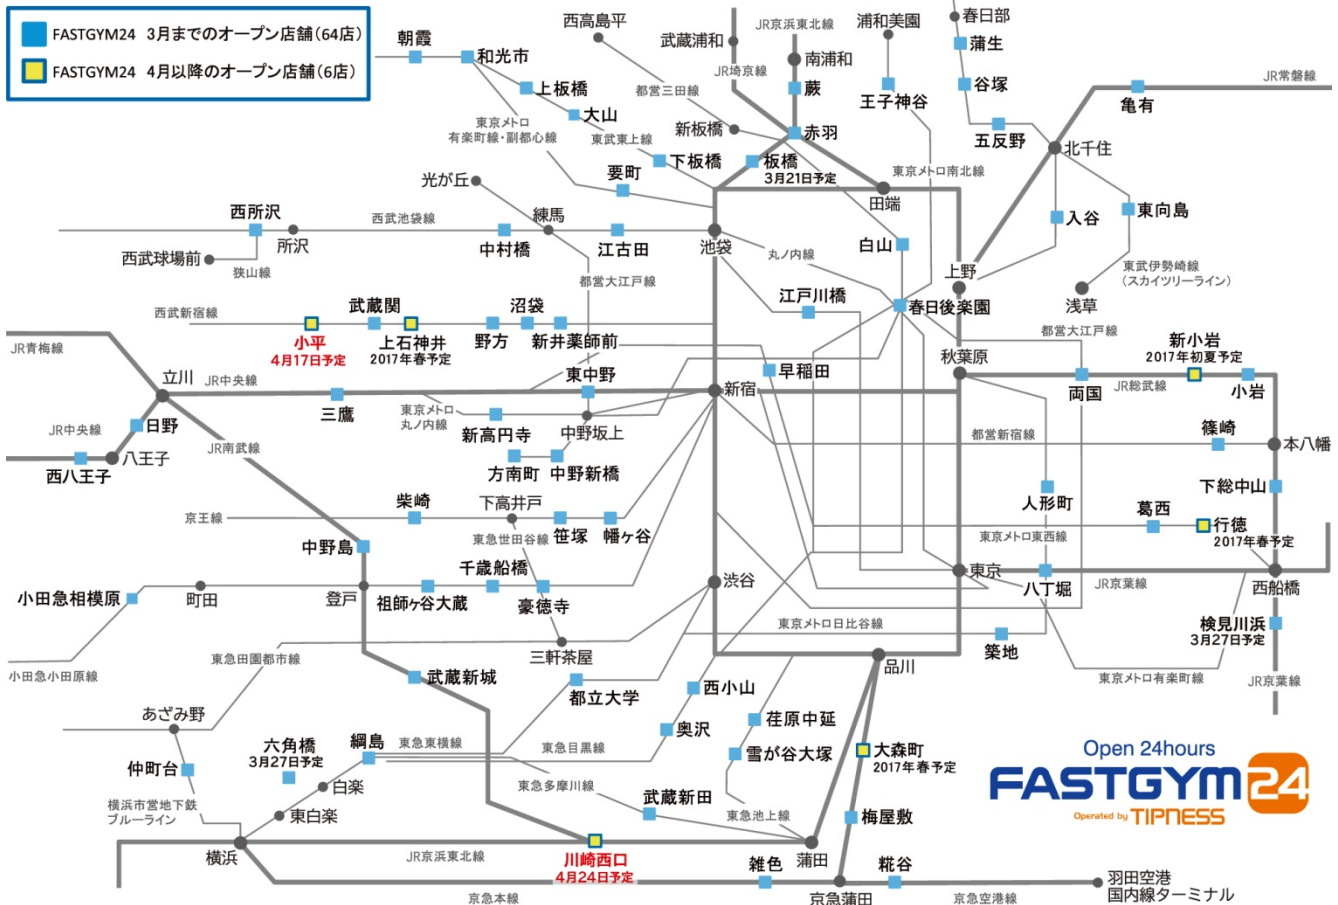 FASTGYM24 3月までのオープン店舗(64店)
FASTGYM24 4月以降のオープン店舗(6店)
朝霞
和光市
上板橋
大山
東京メトロ
有楽町線・副都心線
東武東上線
下板橋
要町
西高島平
都営三田線
新板橋
武蔵浦和
JR埼京線
JR京浜東北線
南浦和
蕨
赤羽
板橋
3月21日予定
浦和美園
王子神谷
東京メトロ南北線
田端
春日部
蒲生
谷塚
五反野
北千住
JR常磐線
亀有
入谷
東向島
東武伊勢崎線
(スカイツリーライン)
浅草
光が丘
練馬
西所沢
所沢
西武池袋線
西武球場前
狭山線
中村橋
江古田
都営大江戸線
池袋
丸ノ内線
白山
上野
江戸川橋
春日後楽園
都営大江戸線
秋葉原
西武新宿線
小平
4月17日予定
武蔵関
上石神井
2017年春予定
野方
沼袋
新井薬師前
早稲田
両国
JR総武線
新小岩
2017年初夏予定
小岩
JR青梅線
立川
JR中央線
三鷹
東中野
新宿
JR中央線
日野
八王子
西八王子
JR南武線
東京メトロ
丸ノ内線
新高円寺
中野坂上
方南町
中野新橋
都営新宿線
篠崎
本八幡
下総中山
人形町
葛西
行徳
2017年春予定
東京メトロ東西線
京王線
柴崎
下高井戸
笹塚
幡ヶ谷
東急世田谷線
中野島
千歳船橋
小田急相模原
町田
登戸
祖師ヶ谷大蔵
豪徳寺
渋谷
東京
八丁堀
JR京葉線
西船橋
検見川浜
3月27日予定
JR京葉線
小田急小田原線
東急田園都市線
三軒茶屋
東京メトロ日比谷線
築地
東京メトロ有楽町線
品川
武蔵新城
都立大学
西小山
奥沢
荏原中延
雪が谷大塚
大森町
2017年春予定
あざみ野
仲町台
横浜市営地下鉄
ブルーライン
六角橋
3月27日予定
綱島
東急東横線
東急目黒線
白楽
東白楽
東急多摩川線
武蔵新田
東急池上線
梅屋敷
横浜
JR京浜東北線
川崎西口
4月24日予定
蒲田
雑色
京急本線
京急蒲田
糀谷
京急空港線
羽田空港
国内線ターミナル
Open 24hours
FASTGYM24
Operated by TIPNESS